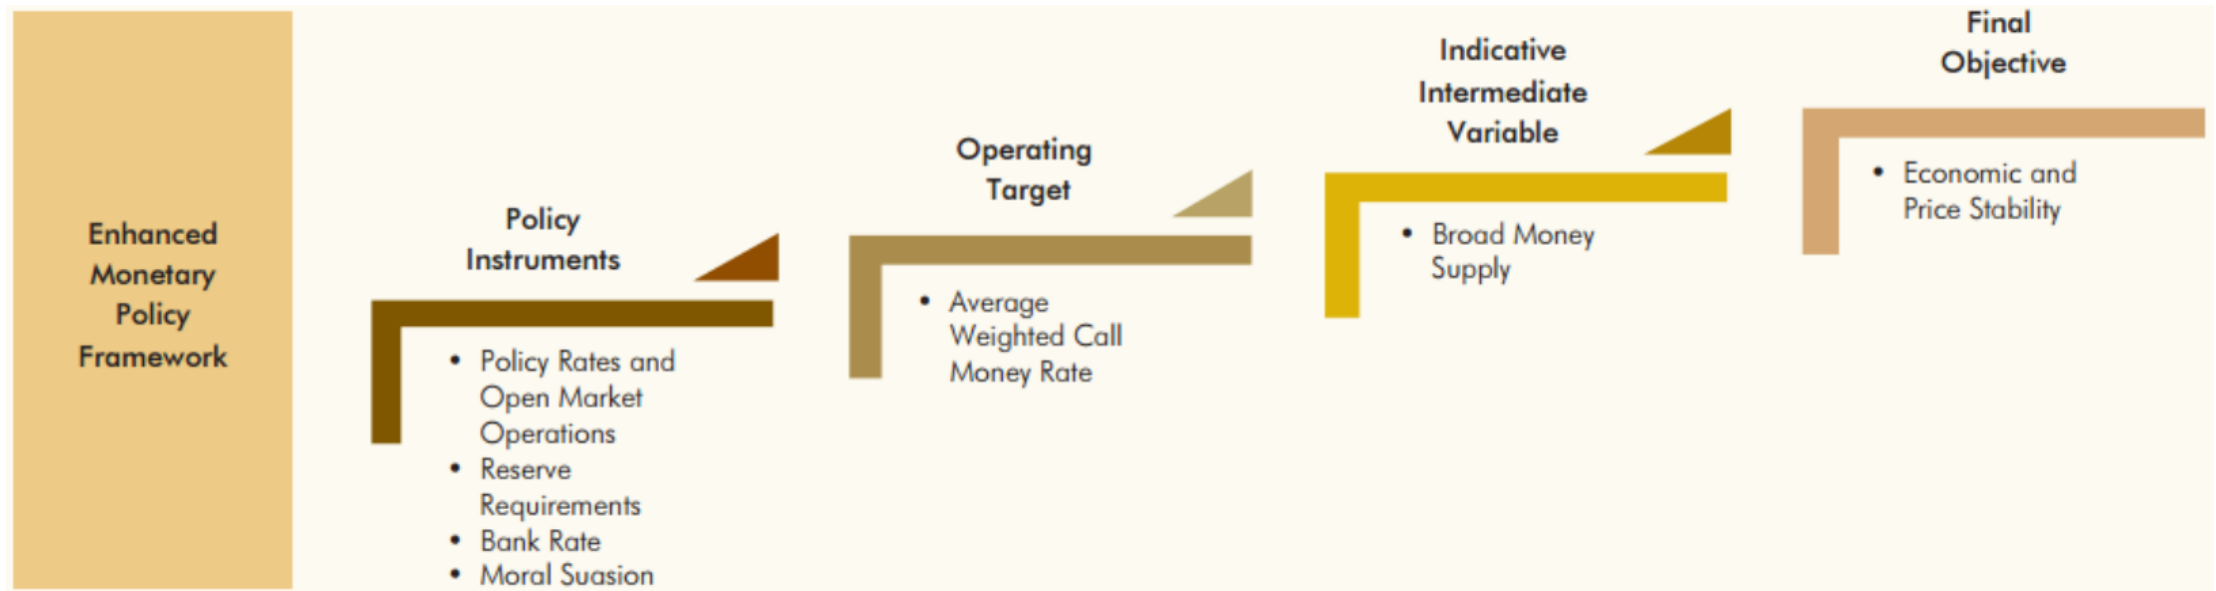 Enhanced
Monetary
Policy
Framework
Policy
Instruments
• Policy Rates and
Open Market
Operations
• Reserve
Requirements
• Bank Rate
• Moral Suasion
Operating
Target
• Average
Weighted Call
Money Rate
Indicative
Intermediate
Variable
• Broad Money
Supply
Final
Objective
• Economic and
Price Stability